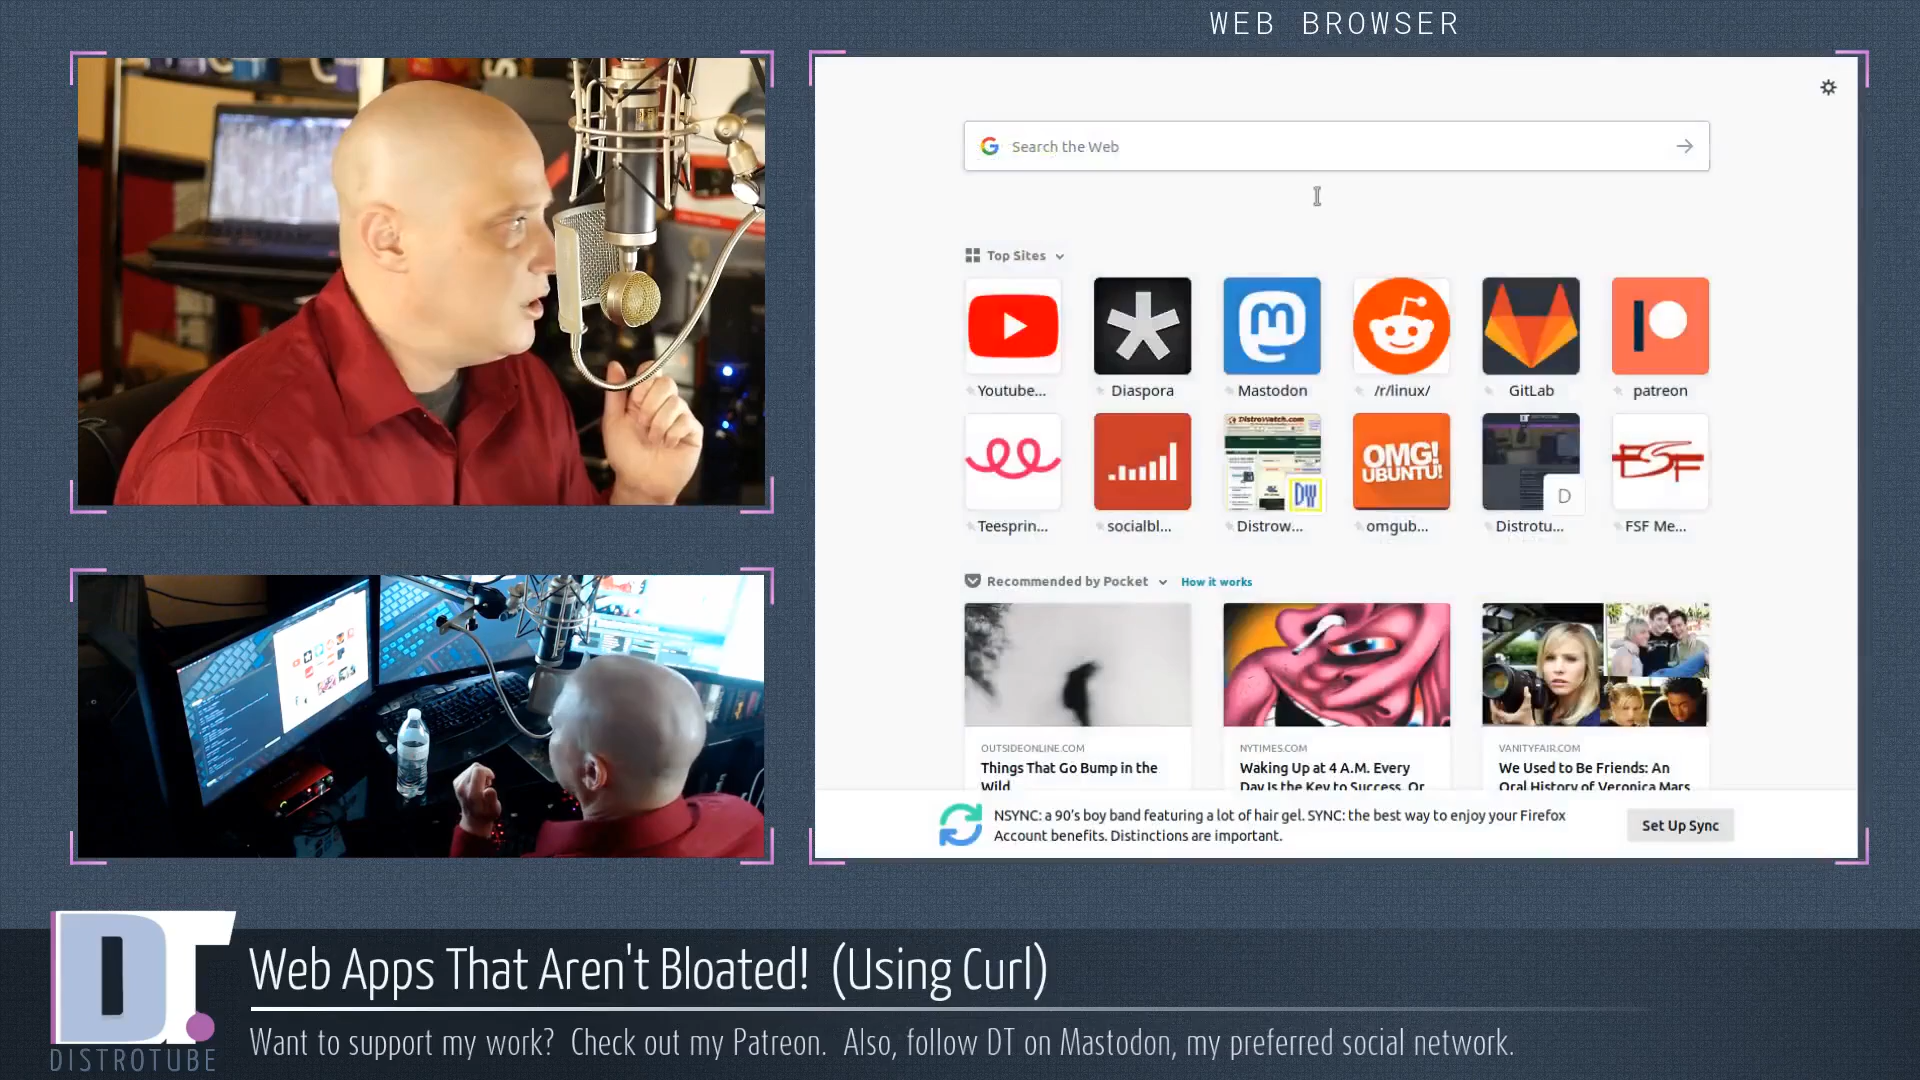 WEB BROWSER
Search the Web
Top Sites
Youtube...
Diaspora
Mastodon
/r/linux/
GitLab
patreon
DistroWatch.com
DW
OMG!
UBUNTU!
DT
D
FSF
Teesprin...
socialbl...
Distrow...
omgub...
Distrotu...
FSF Me...
Recommended by Pocket
How it works
OUTSIDEONLINE.COM
Things That Go Bump in the
Wild
NYTIMES.COM
Waking Up at 4 A.M. Every
Day Is the Key to Success. Or
VANITYFAIR.COM
We Used to Be Friends: An
Oral History of Veronica Mars
NSYNC: a 90's boy band featuring a lot of hair gel. SYNC: the best way to enjoy your Firefox
Account benefits. Distinctions are important.
Set Up Sync
DT
DISTROTUBE
Web Apps That Aren't Bloated! (Using Curl)
Want to support my work? Check out my Patreon. Also, follow DT on Mastodon, my preferred social network.